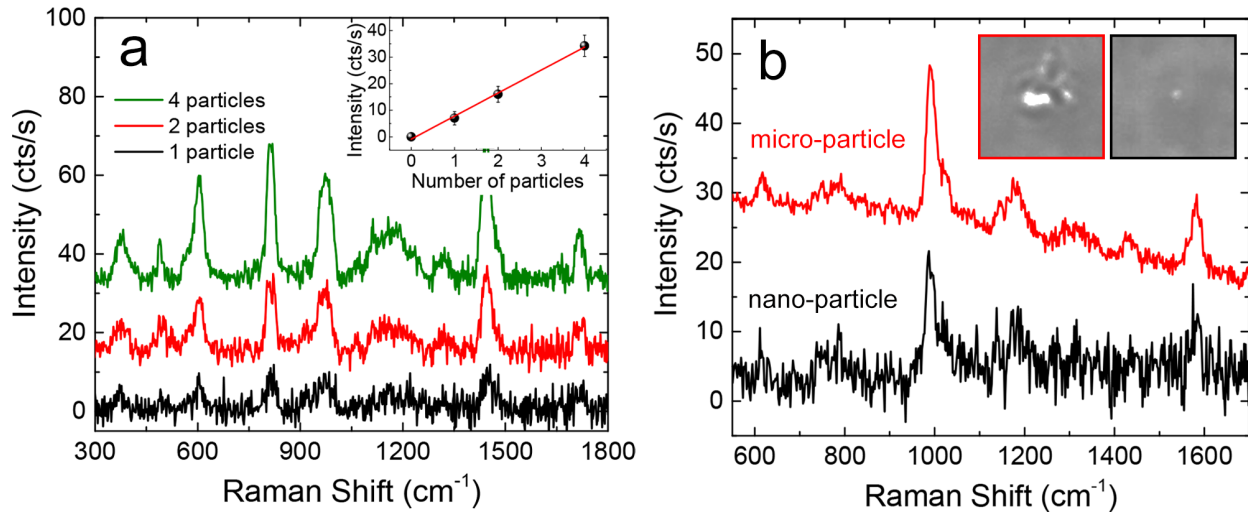 a
100
80
60
40
20
0
Intensity (cts/s)
4 particles
2 particles
1 particle
300
600
900
1200
1500
1800
Raman Shift (cm⁻¹)
40
30
20
10
0
Intensity (cts/s)
0
1
2
3
4
Number of particles
b
50
40
30
20
10
0
Intensity (cts/s)
micro-particle
nano-particle
600
800
1000
1200
1400
1600
Raman Shift (cm⁻¹)